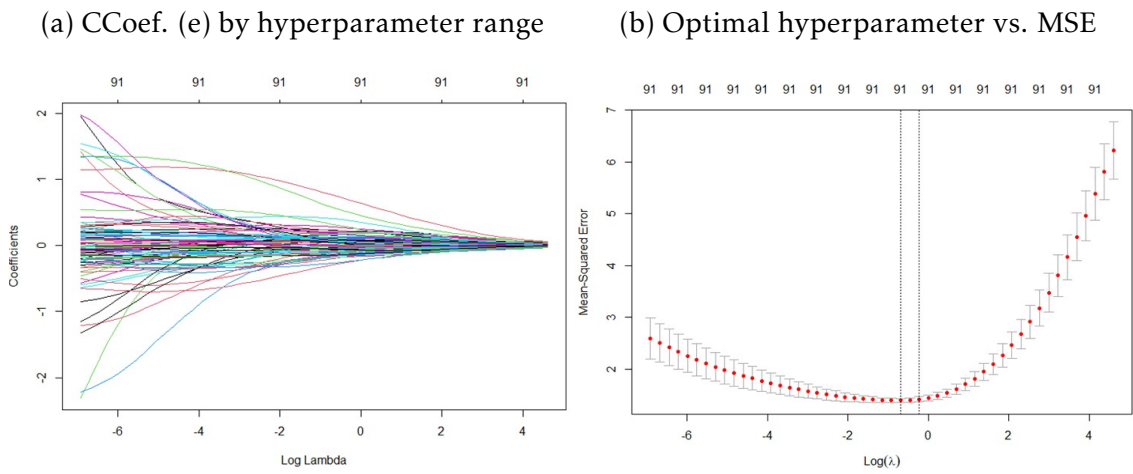 (a) CCoef. (e) by hyperparameter range
(b) Optimal hyperparameter vs. MSE
91 91 91 91 91 91
2
1
0
-1
-2
Coefficients
-6 -4 -2 0 2 4
Log Lambda
91 91 91 91 91 91 91 91 91 91 91 91 91 91 91 91 91
7
6
5
4
3
2
Mean-Squared Error
-6 -4 -2 0 2 4
Log(λ)